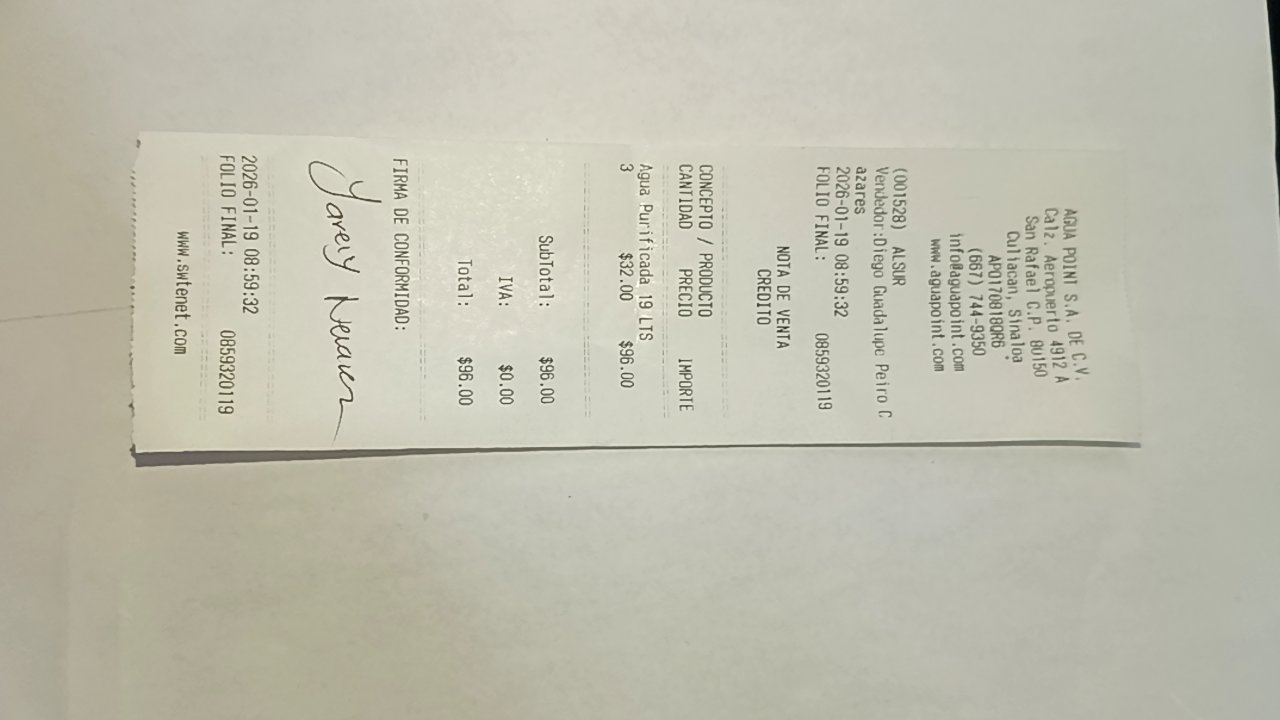 AGUA POINT S.A. DE C.V.
Calz. Aeropuerto 4912 A
San Rafael C.P. 80150
Culiacan, Sinaloa
APO170818QR6
(667) 744-9350
info@aguapoint.com
www.aguapoint.com
(001528) ALSUR
Vendedor:Diego Guadalupe Peiro C
azares
2026-01-19 08:59:32
FOLIO FINAL: 0859320119
NOTA DE VENTA
CREDITO
CONCEPTO / PRODUCTO
CANTIDAD PRECIO IMPORTE
Agua Purificada 19 LTS
3 $32.00 $96.00
SubTotal: $96.00
IVA: $0.00
Total: $96.00
FIRMA DE CONFORMIDAD:
Yarely
2026-01-19 08:59:32
FOLIO FINAL: 0859320119
www.swtenet.com